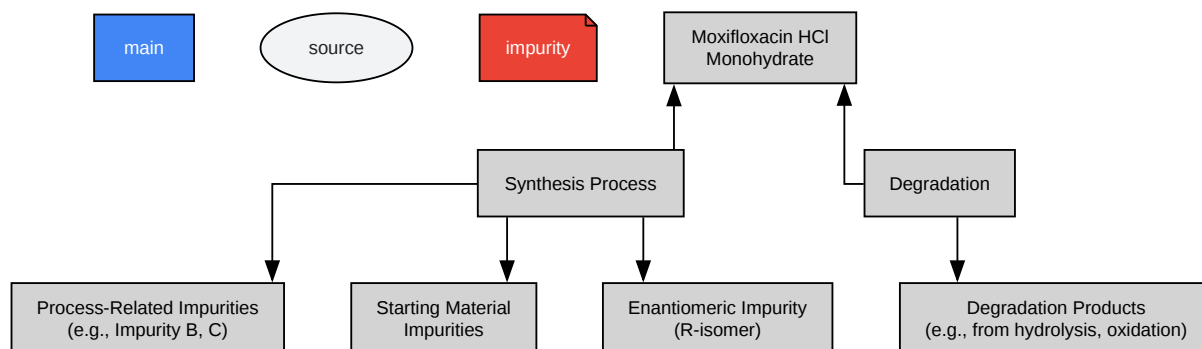 main
source
impurity
Moxifloxacin HCl
Monohydrate
Synthesis Process
Degradation
Process-Related Impurities
(e.g., Impurity B, C)
Starting Material
Impurities
Enantiomeric Impurity
(R-isomer)
Degradation Products
(e.g., from hydrolysis, oxidation)